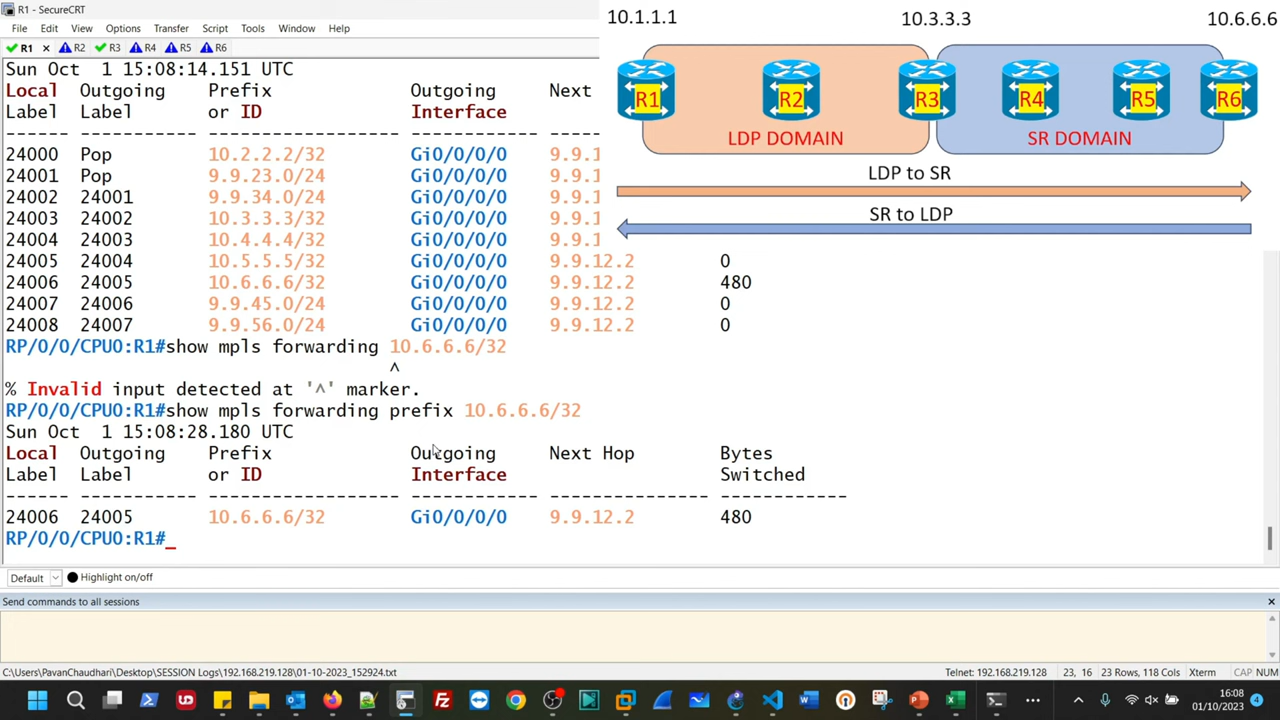 R1 - SecureCRT
File Edit View Options Transfer Script Tools Window Help
R1 × R2 R3 R4 R5 R6
Sun Oct 1 15:08:14.151 UTC
Local Outgoing Prefix Outgoing Next
Label Label or ID Interface
------ ----------- ------------------ ------------ -----
24000 Pop 10.2.2.2/32 Gi0/0/0/0 9.9.1
24001 Pop 9.9.23.0/24 Gi0/0/0/0 9.9.1
24002 24001 9.9.34.0/24 Gi0/0/0/0 9.9.1
24003 24002 10.3.3.3/32 Gi0/0/0/0 9.9.1
24004 24003 10.4.4.4/32 Gi0/0/0/0 9.9.1
24005 24004 10.5.5.5/32 Gi0/0/0/0 9.9.12.2 0
24006 24005 10.6.6.6/32 Gi0/0/0/0 9.9.12.2 480
24007 24006 9.9.45.0/24 Gi0/0/0/0 9.9.12.2 0
24008 24007 9.9.56.0/24 Gi0/0/0/0 9.9.12.2 0
RP/0/0/CPU0:R1#show mpls forwarding 10.6.6.6/32
^
% Invalid input detected at '^' marker.
RP/0/0/CPU0:R1#show mpls forwarding prefix 10.6.6.6/32
Sun Oct 1 15:08:28.180 UTC
Local Outgoing Prefix Outgoing Next Hop Bytes
Label Label or ID Interface Switched
------ ----------- ------------------ ------------ --------------- ------------
24006 24005 10.6.6.6/32 Gi0/0/0/0 9.9.12.2 480
RP/0/0/CPU0:R1#_
10.1.1.1 10.3.3.3 10.6.6.6
R1 R2 R3 R4 R5 R6
LDP DOMAIN SR DOMAIN
LDP to SR
SR to LDP
Default Highlight on/off
Send commands to all sessions ×
C:\Users\PavanChaudhari\Desktop\SESSION Logs\192.168.219.128\01-10-2023_152924.txt Telnet: 192.168.219.128 23, 16 23 Rows, 118 Cols Xterm CAP NUM
16:08
01/10/2023